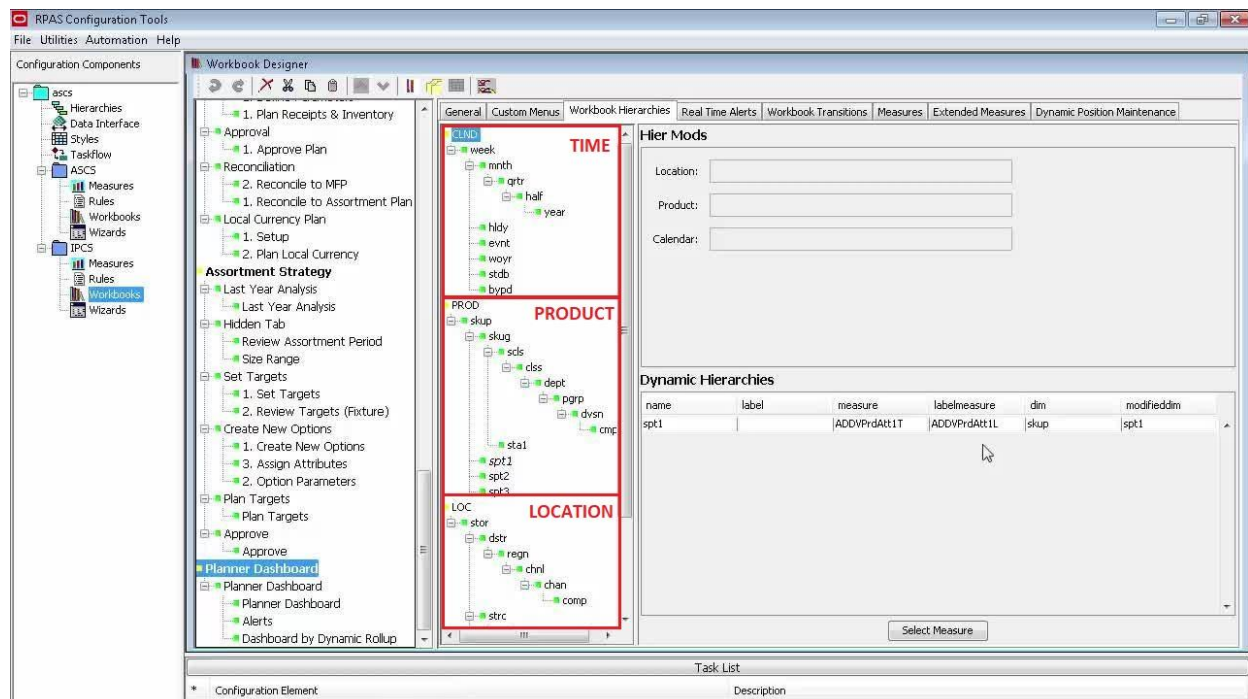 RPAS Configuration Tools
File Utilities Automation Help
Configuration Components
ascs
Hierarchies
Data Interface
Styles
Taskflow
ASCS
Measures
Rules
Workbooks
Wizards
IPCS
Measures
Rules
Workbooks
Wizards
Workbook Designer
1. Plan Receipts & Inventory
Approval
1. Approve Plan
Reconciliation
2. Reconcile to MFP
1. Reconcile to Assortment Plan
Local Currency Plan
1. Setup
2. Plan Local Currency
Assortment Strategy
Last Year Analysis
Last Year Analysis
Hidden Tab
Review Assortment Period
Size Range
Set Targets
1. Set Targets
2. Review Targets (Fixture)
Create New Options
1. Create New Options
3. Assign Attributes
2. Option Parameters
Plan Targets
Plan Targets
Approve
Approve
Planner Dashboard
Planner Dashboard
Planner Dashboard
Alerts
Dashboard by Dynamic Rollup
General Custom Menus Workbook Hierarchies Real Time Alerts Workbook Transitions Measures Extended Measures Dynamic Position Maintenance
CLND
TIME
week
mnth
qrtr
half
year
hldy
evnt
woyr
stdb
bypd
PROD
PRODUCT
skup
skug
scls
clss
dept
pgrp
dvsn
cmp
sta1
spt1
spt2
spt3
LOC
LOCATION
stor
dstr
regn
chnl
chan
comp
strc
Hier Mods
Location:
Product:
Calendar:
Dynamic Hierarchies
name label measure labelmeasure dim modifieddim
spt1 ADDVPrdAtt1T ADDVPrdAtt1L skup spt1
Select Measure
Task List
* Configuration Element Description